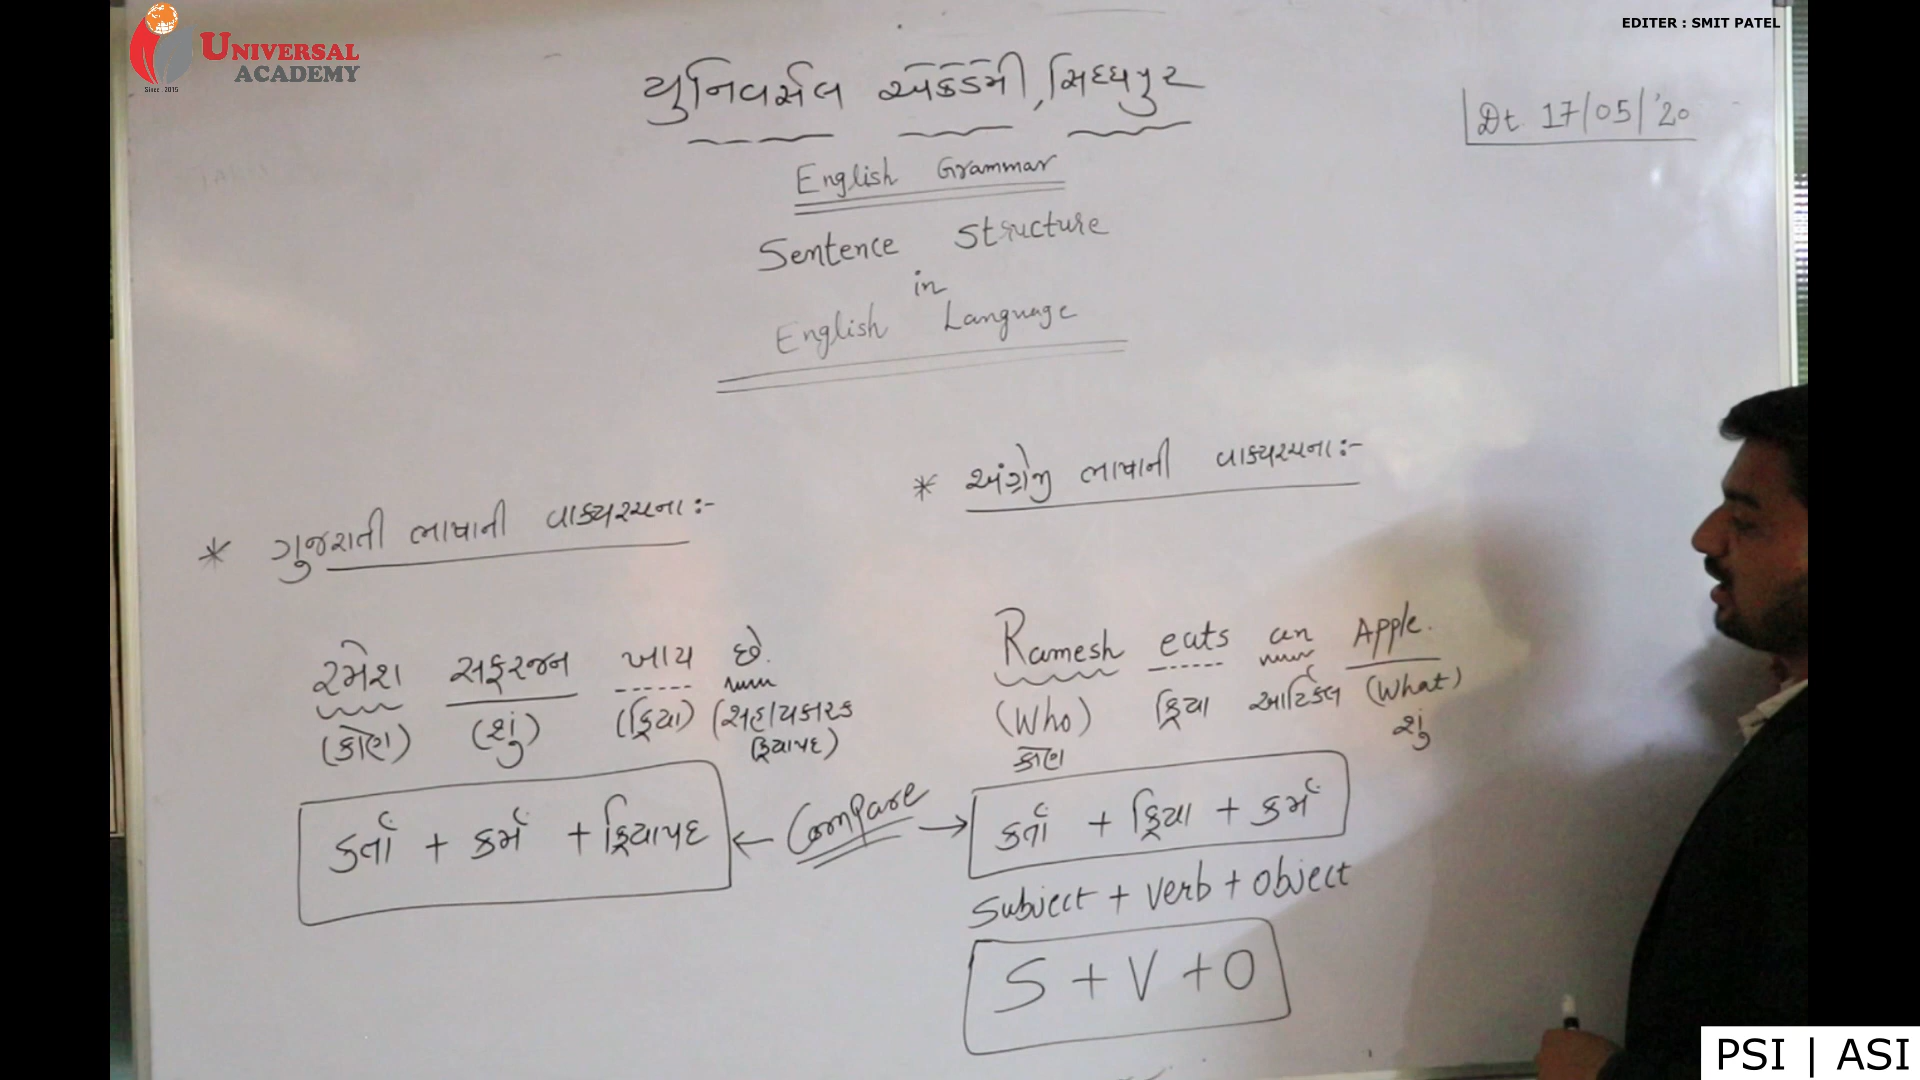 UNIVERSAL
ACADEMY
Since 2015
EDITER : SMIT PATEL
યુનિવર્સલ એકેડેમી, સિધ્ધપુર
Dt. 17/05/'20
English Grammar
Sentence Structure
in
English Language
* ગુજરાતી ભાષાની વાક્યરચના :-
રમેશ સફરજન ખાય છે.
(કોણ) (શું) (ક્રિયા) (સહાયકારક
ક્રિયાપદ)
કર્તા + કર્મ + ક્રિયાપદ
← Compare →
* અંગ્રેજી ભાષાની વાક્યરચના :-
Ramesh eats an Apple.
(Who) ક્રિયા આર્ટિકલ (What)
કોણ શું
કર્તા + ક્રિયા + કર્મ
Subject + Verb + Object
S + V + O
PSI | ASI